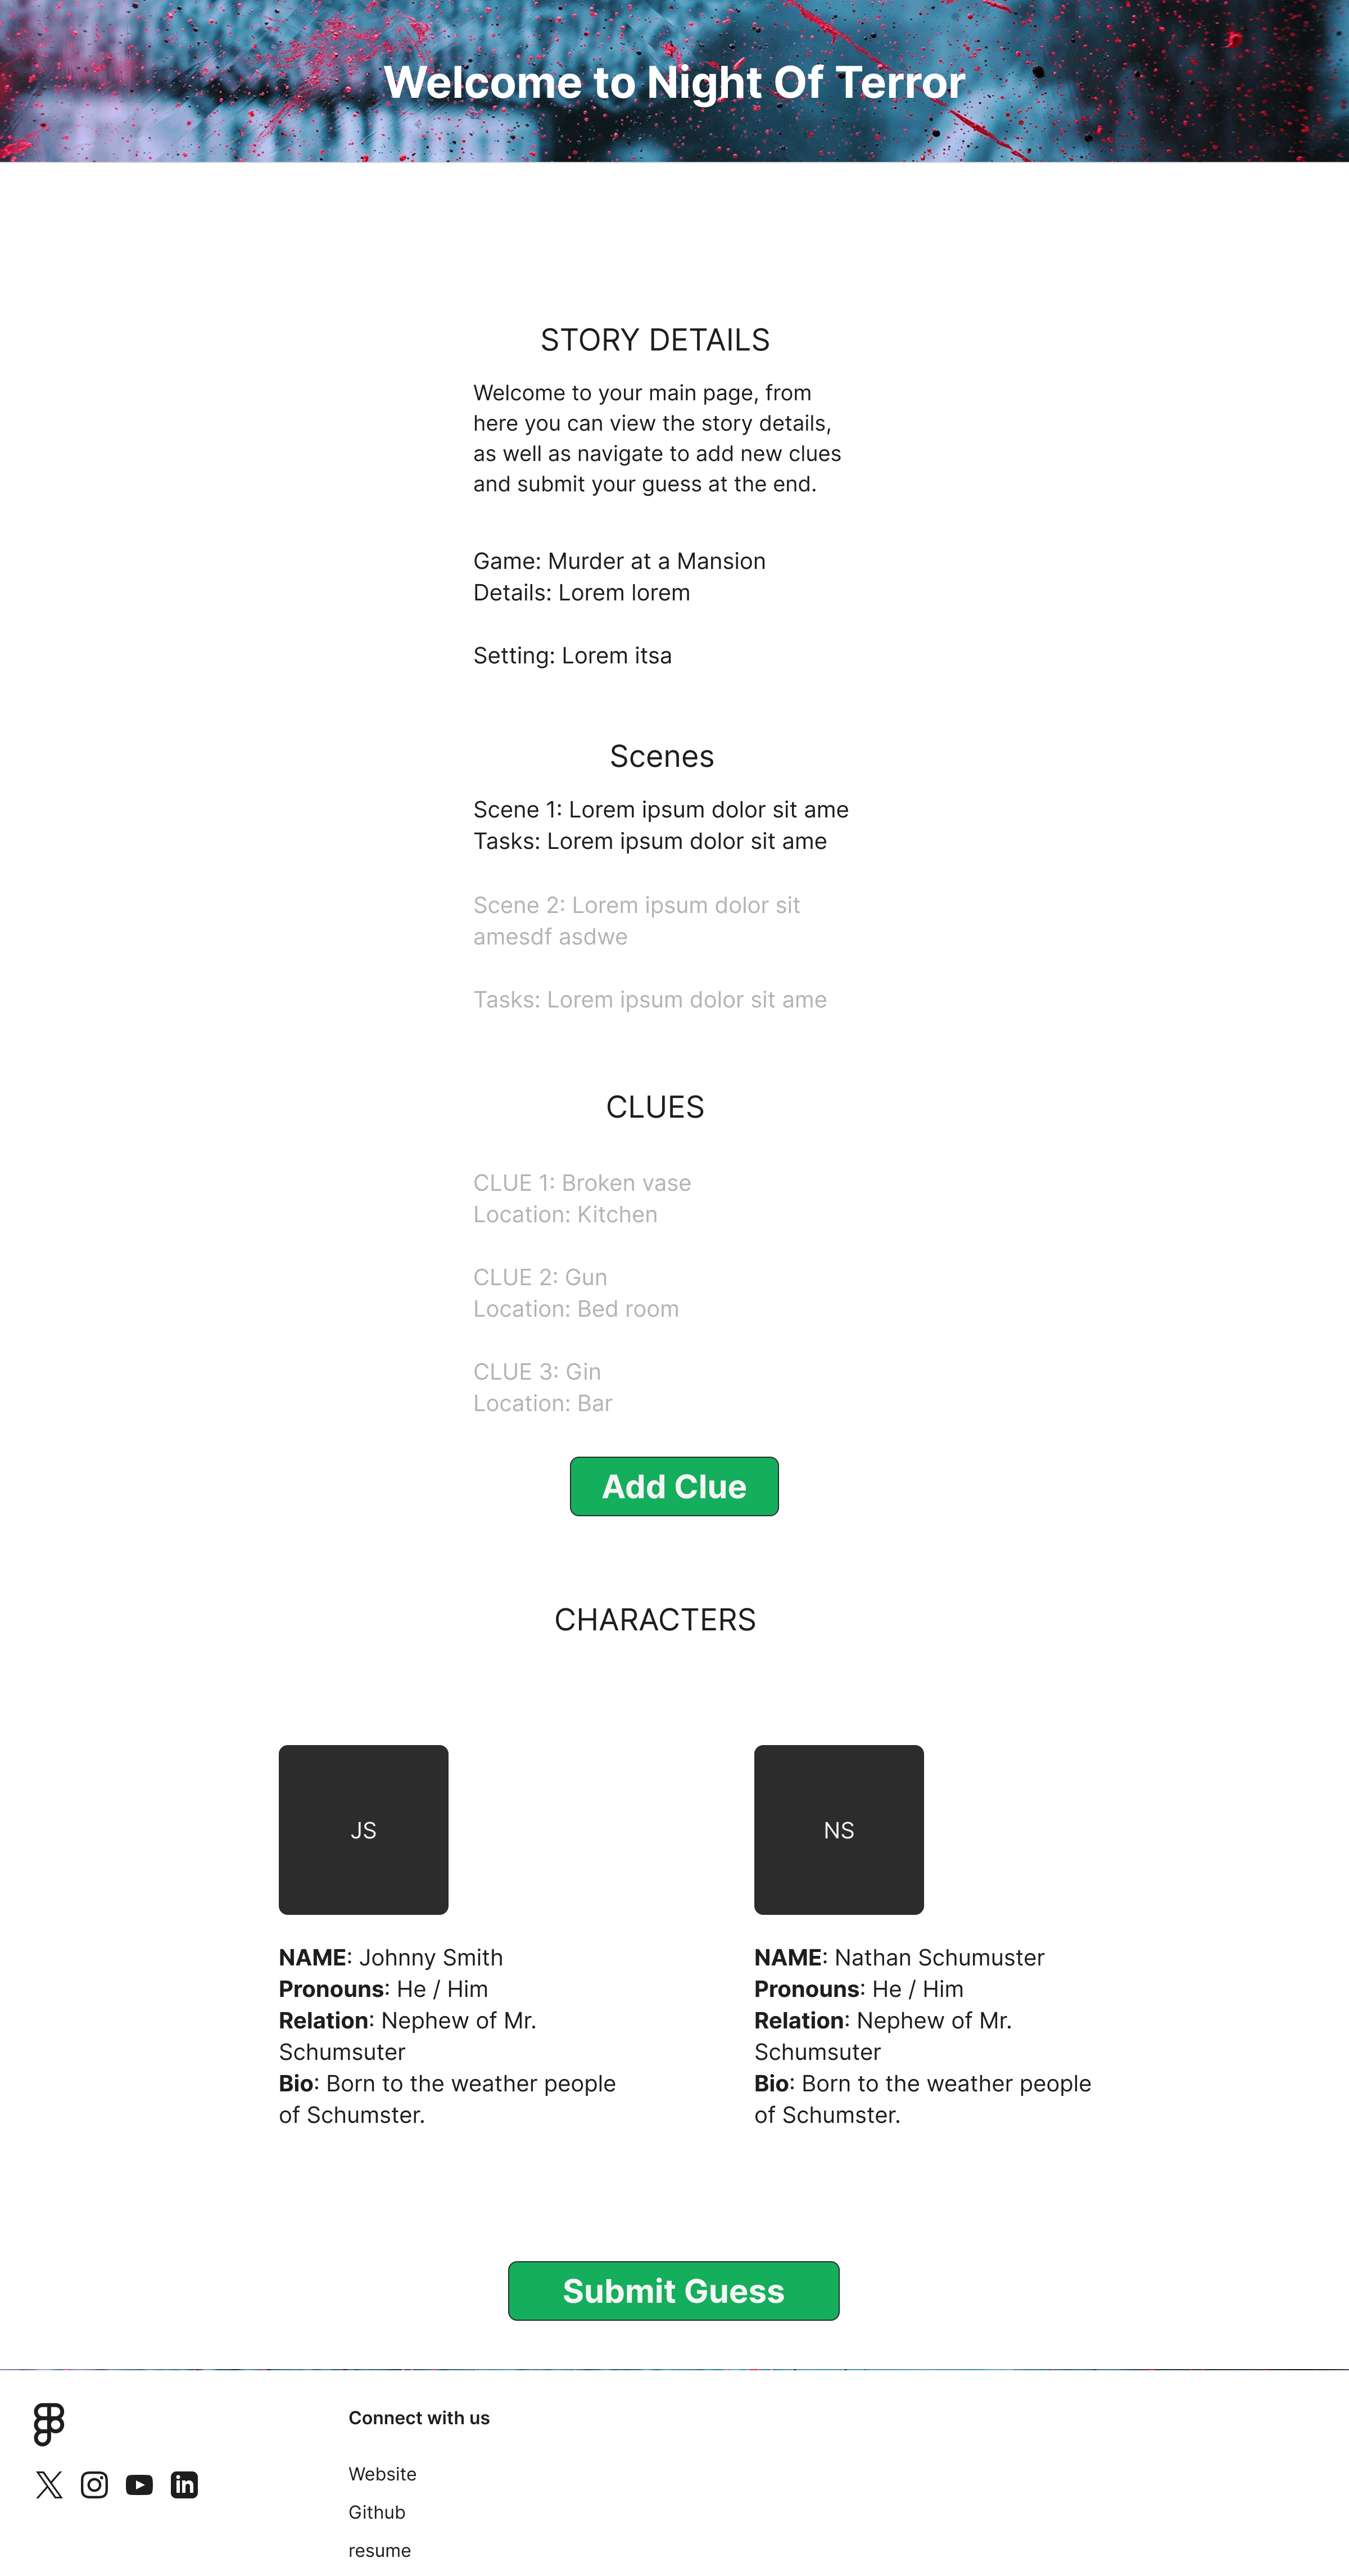 Welcome to Night Of Terror
STORY DETAILS
Welcome to your main page, from
here you can view the story details,
as well as navigate to add new clues
and submit your guess at the end.
Game: Murder at a Mansion
Details: Lorem lorem
Setting: Lorem itsa
Scenes
Scene 1: Lorem ipsum dolor sit ame
Tasks: Lorem ipsum dolor sit ame
Scene 2: Lorem ipsum dolor sit
amesdf asdwe
Tasks: Lorem ipsum dolor sit ame
CLUES
CLUE 1: Broken vase
Location: Kitchen
CLUE 2: Gun
Location: Bed room
CLUE 3: Gin
Location: Bar
Add Clue
CHARACTERS
JS
NAME: Johnny Smith
Pronouns: He / Him
Relation: Nephew of Mr.
Schumsuter
Bio: Born to the weather people
of Schumster.
NS
NAME: Nathan Schumuster
Pronouns: He / Him
Relation: Nephew of Mr.
Schumsuter
Bio: Born to the weather people
of Schumster.
Submit Guess
Connect with us
Website
Github
resume